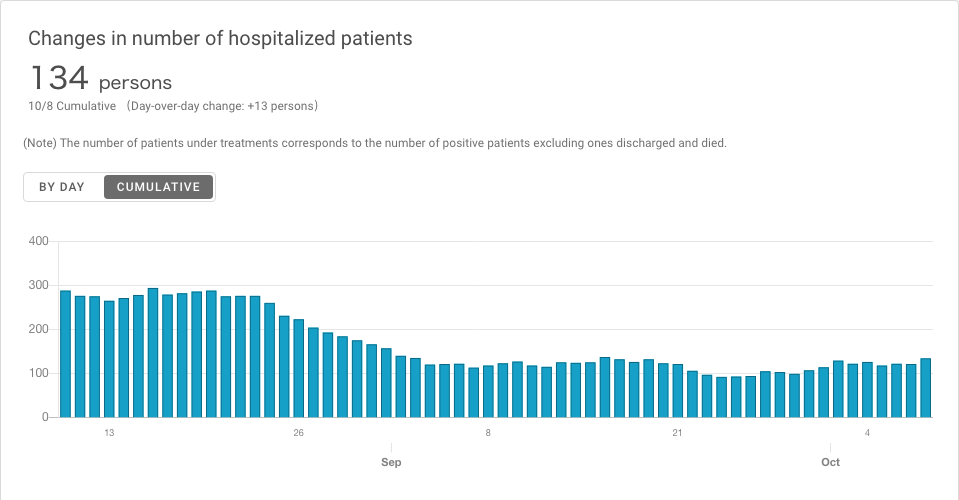 Changes in number of hospitalized patients
134 persons
10/8 Cumulative （Day-over-day change: +13 persons）
(Note) The number of patients under treatments corresponds to the number of positive patients excluding ones discharged and died.
BY DAY CUMULATIVE
400
300
200
100
0
13 26 8 21 4
Sep Oct